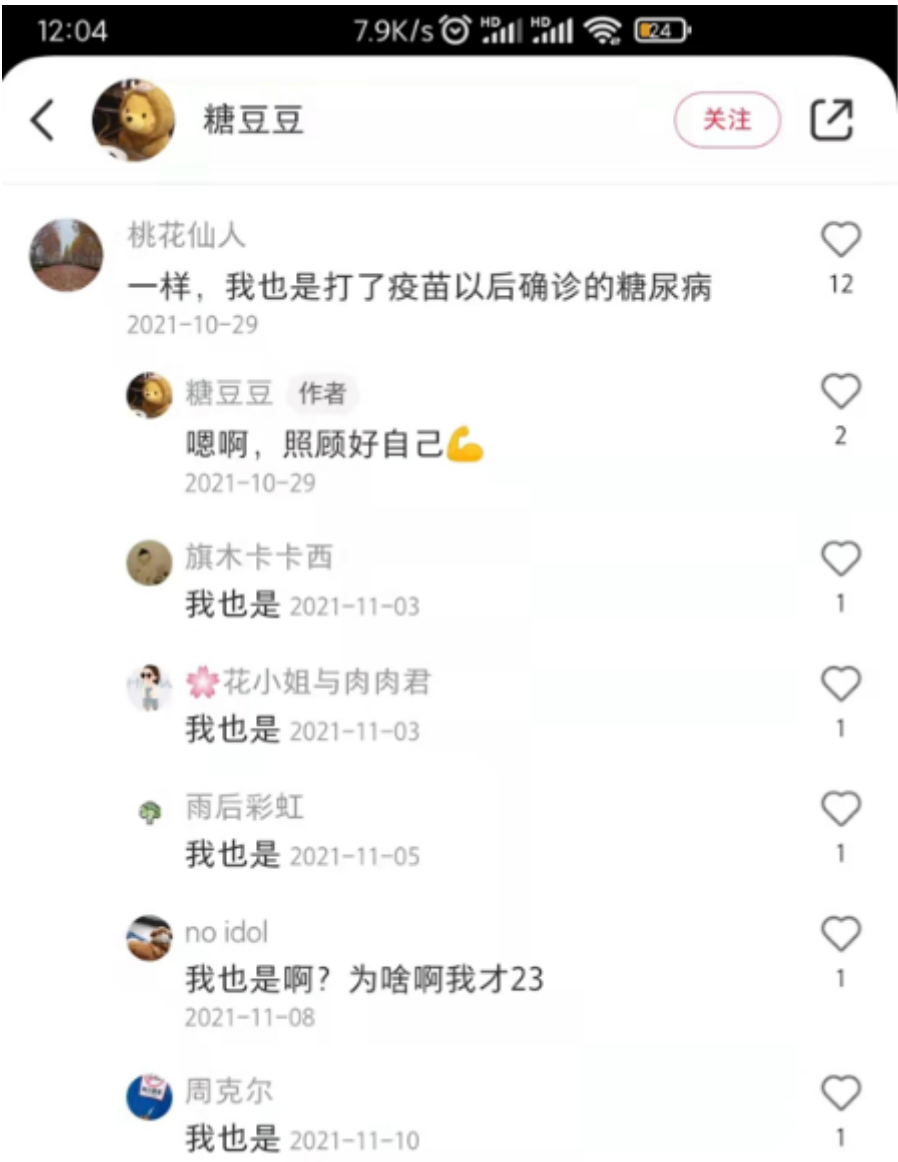 12:04 7.9K/s HD HD 24
糖豆豆 关注
桃花仙人
一样，我也是打了疫苗以后确诊的糖尿病 12
2021-10-29
糖豆豆 作者
嗯啊，照顾好自己💪 2
2021-10-29
旗木卡卡西
我也是 2021-11-03 1
🌸花小姐与肉肉君
我也是 2021-11-03 1
雨后彩虹
我也是 2021-11-05 1
no idol
我也是啊？为啥啊我才23 1
2021-11-08
周克尔
我也是 2021-11-10 1